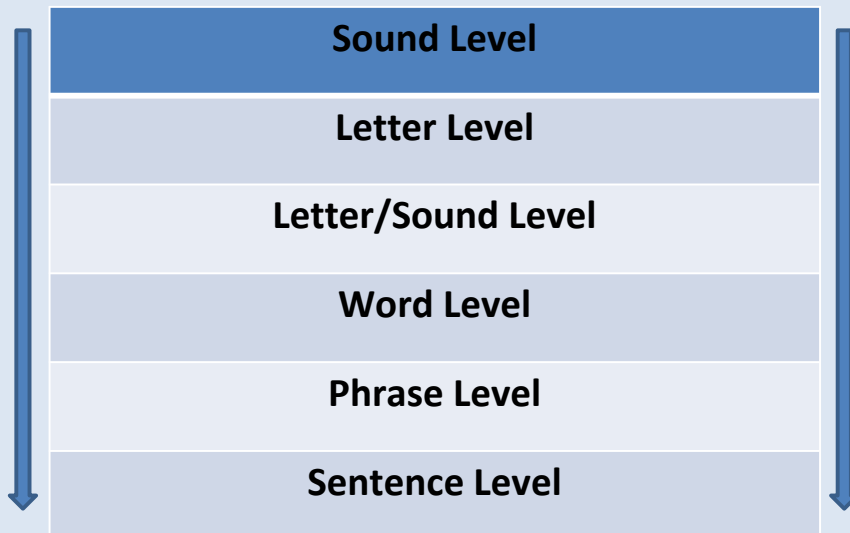 Sound Level
Letter Level
Letter/Sound Level
Word Level
Phrase Level
Sentence Level